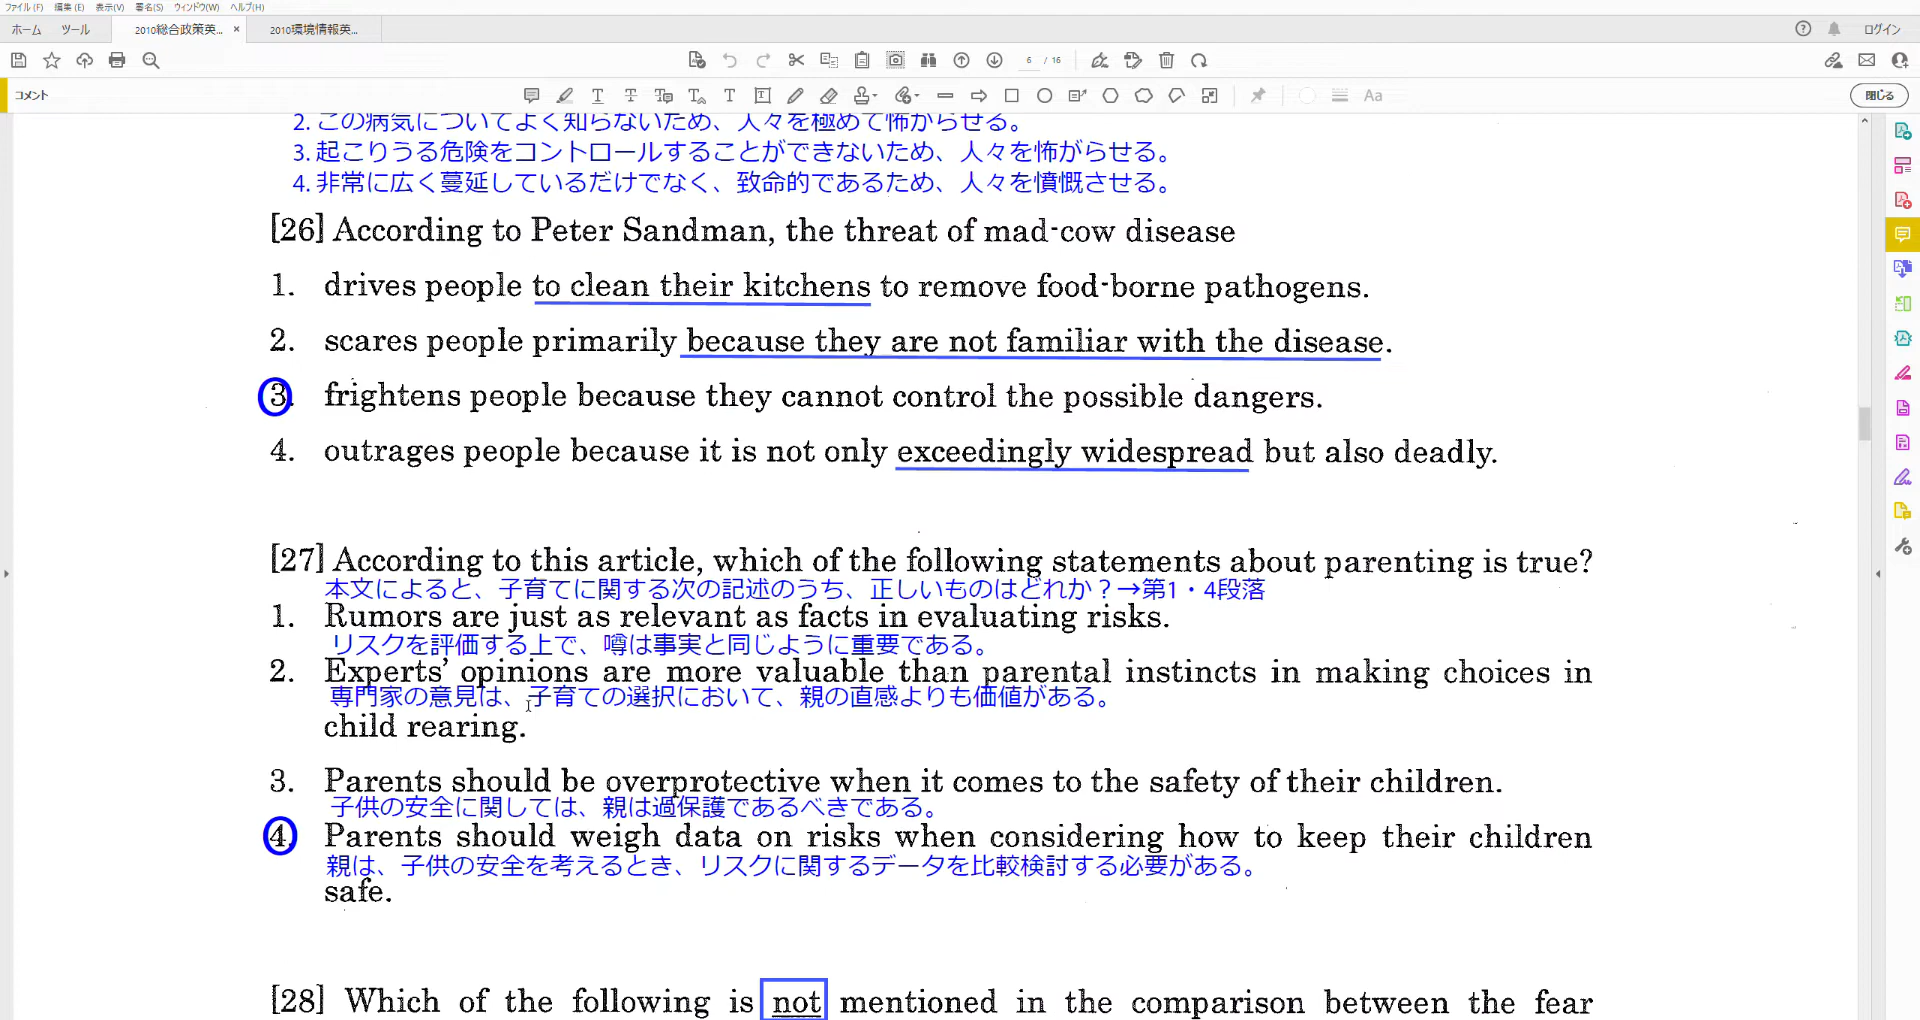 ファイル(F) 編集(E) 表示(V) 署名(S) ウィンドウ(W) ヘルプ(H)
ホーム ツール 2010総合政策英... × 2010環境情報英... ログイン
6 / 16
コメント 閉じる
2. この病気についてよく知らないため、人々を極めて怖がらせる。
3. 起こりうる危険をコントロールすることができないため、人々を怖がらせる。
4. 非常に広く蔓延しているだけでなく、致命的であるため、人々を憤慨させる。
[26] According to Peter Sandman, the threat of mad-cow disease
1. drives people to clean their kitchens to remove food-borne pathogens.
2. scares people primarily because they are not familiar with the disease.
3. frightens people because they cannot control the possible dangers.
4. outrages people because it is not only exceedingly widespread but also deadly.
[27] According to this article, which of the following statements about parenting is true?
本文によると、子育てに関する次の記述のうち、正しいものはどれか？→第1・4段落
1. Rumors are just as relevant as facts in evaluating risks.
リスクを評価する上で、噂は事実と同じように重要である。
2. Experts' opinions are more valuable than parental instincts in making choices in
専門家の意見は、子育ての選択において、親の直感よりも価値がある。
child rearing.
3. Parents should be overprotective when it comes to the safety of their children.
子供の安全に関しては、親は過保護であるべきである。
4. Parents should weigh data on risks when considering how to keep their children
親は、子供の安全を考えるとき、リスクに関するデータを比較検討する必要がある。
safe.
[28] Which of the following is not mentioned in the comparison between the fear